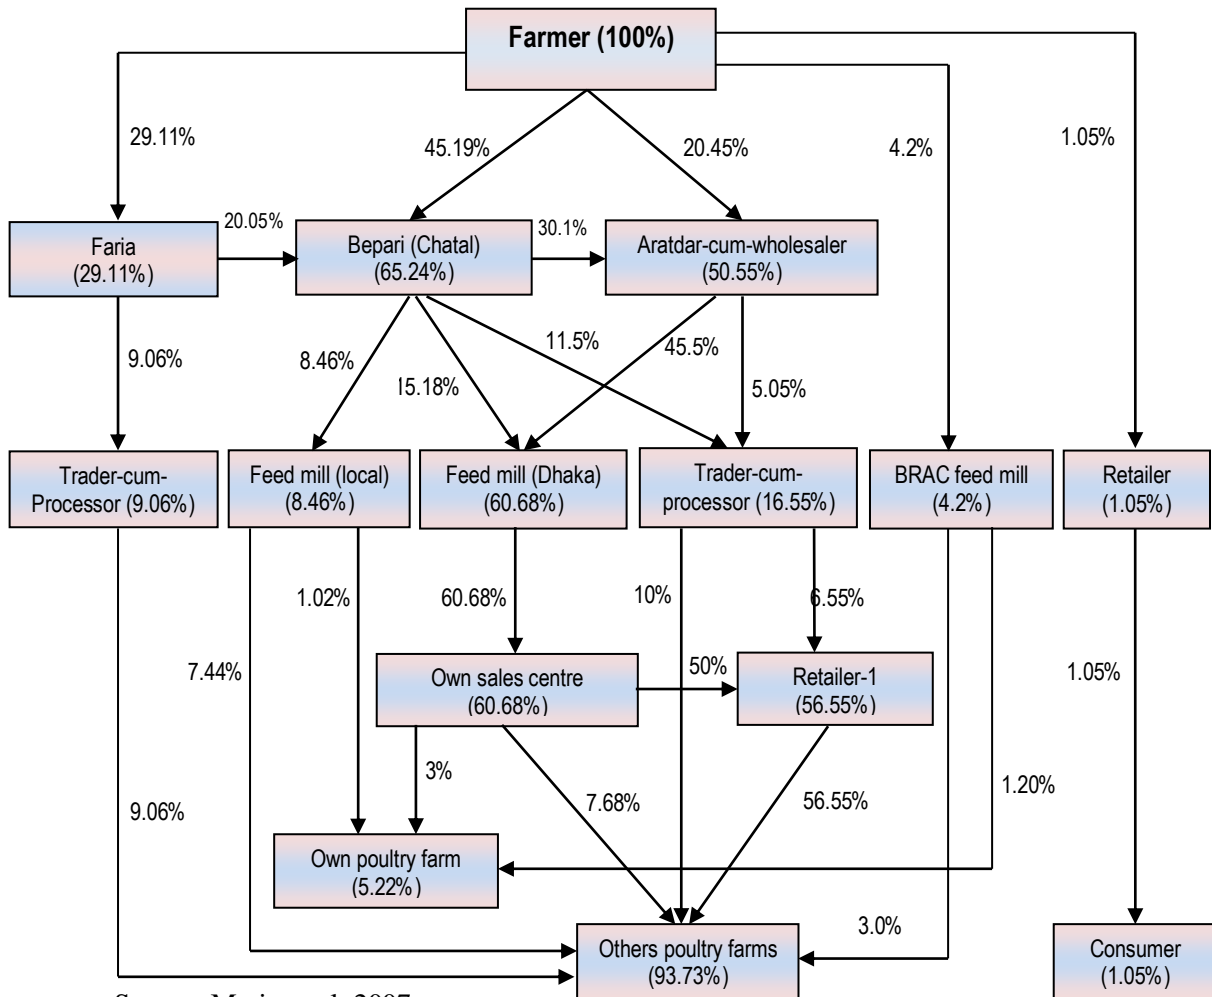 Farmer (100%)
29.11%
45.19%
20.45%
4.2%
1.05%
Faria
(29.11%)
20.05%
Bepari (Chatal)
(65.24%)
30.1%
Aratdar-cum-wholesaler
(50.55%)
9.06%
8.46%
15.18%
11.5%
45.5%
5.05%
Trader-cum-
Processor (9.06%)
Feed mill (local)
(8.46%)
Feed mill (Dhaka)
(60.68%)
Trader-cum-
processor (16.55%)
BRAC feed mill
(4.2%)
Retailer
(1.05%)
1.02%
60.68%
10%
6.55%
7.44%
Own sales centre
(60.68%)
50%
Retailer-1
(56.55%)
1.05%
9.06%
3%
7.68%
56.55%
1.20%
Own poultry farm
(5.22%)
3.0%
Others poultry farms
(93.73%)
Consumer
(1.05%)